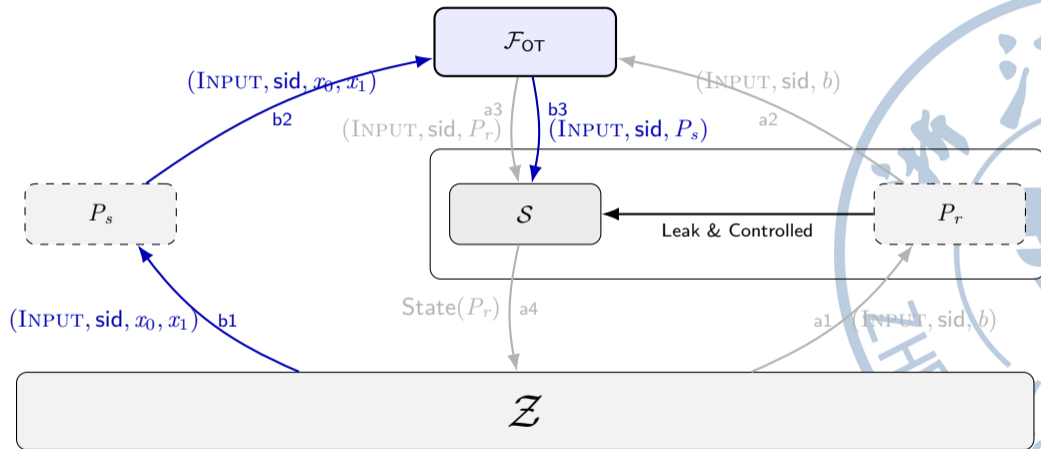 F_OT
(INPUT, sid, x_0, x_1)
b2
a3
(INPUT, sid, P_r)
b3
(INPUT, sid, P_s)
(INPUT, sid, b)
a2
P_s
S
P_r
Leak & Controlled
(INPUT, sid, x_0, x_1)
b1
State(P_r)
a4
a1
(INPUT, sid, b)
Z